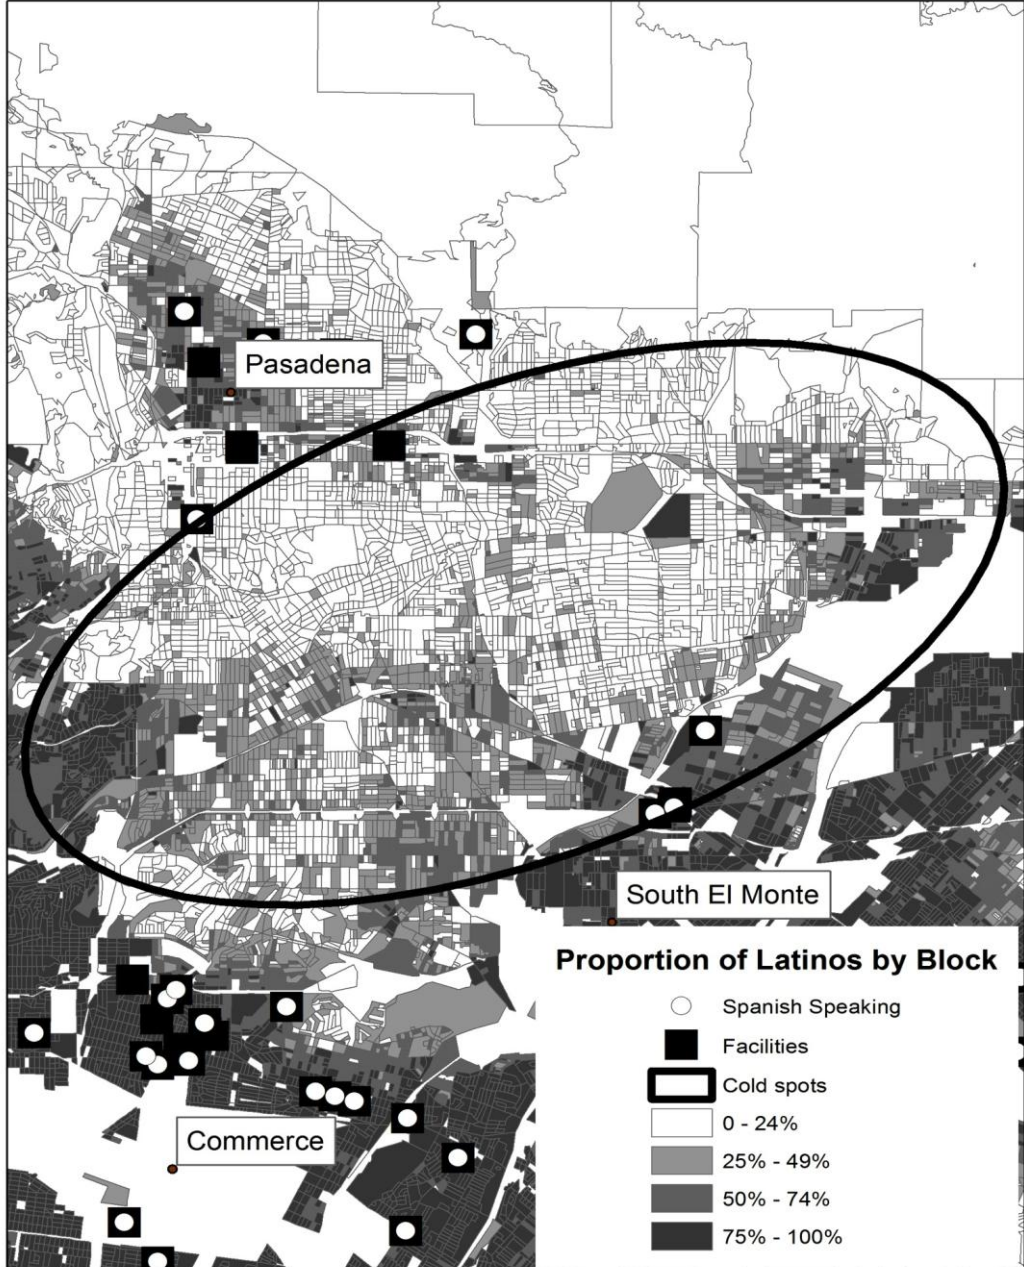 Pasadena
South El Monte
Proportion of Latinos by Block
Spanish Speaking
Facilities
Cold spots
0 - 24%
25% - 49%
50% - 74%
75% - 100%
Commerce